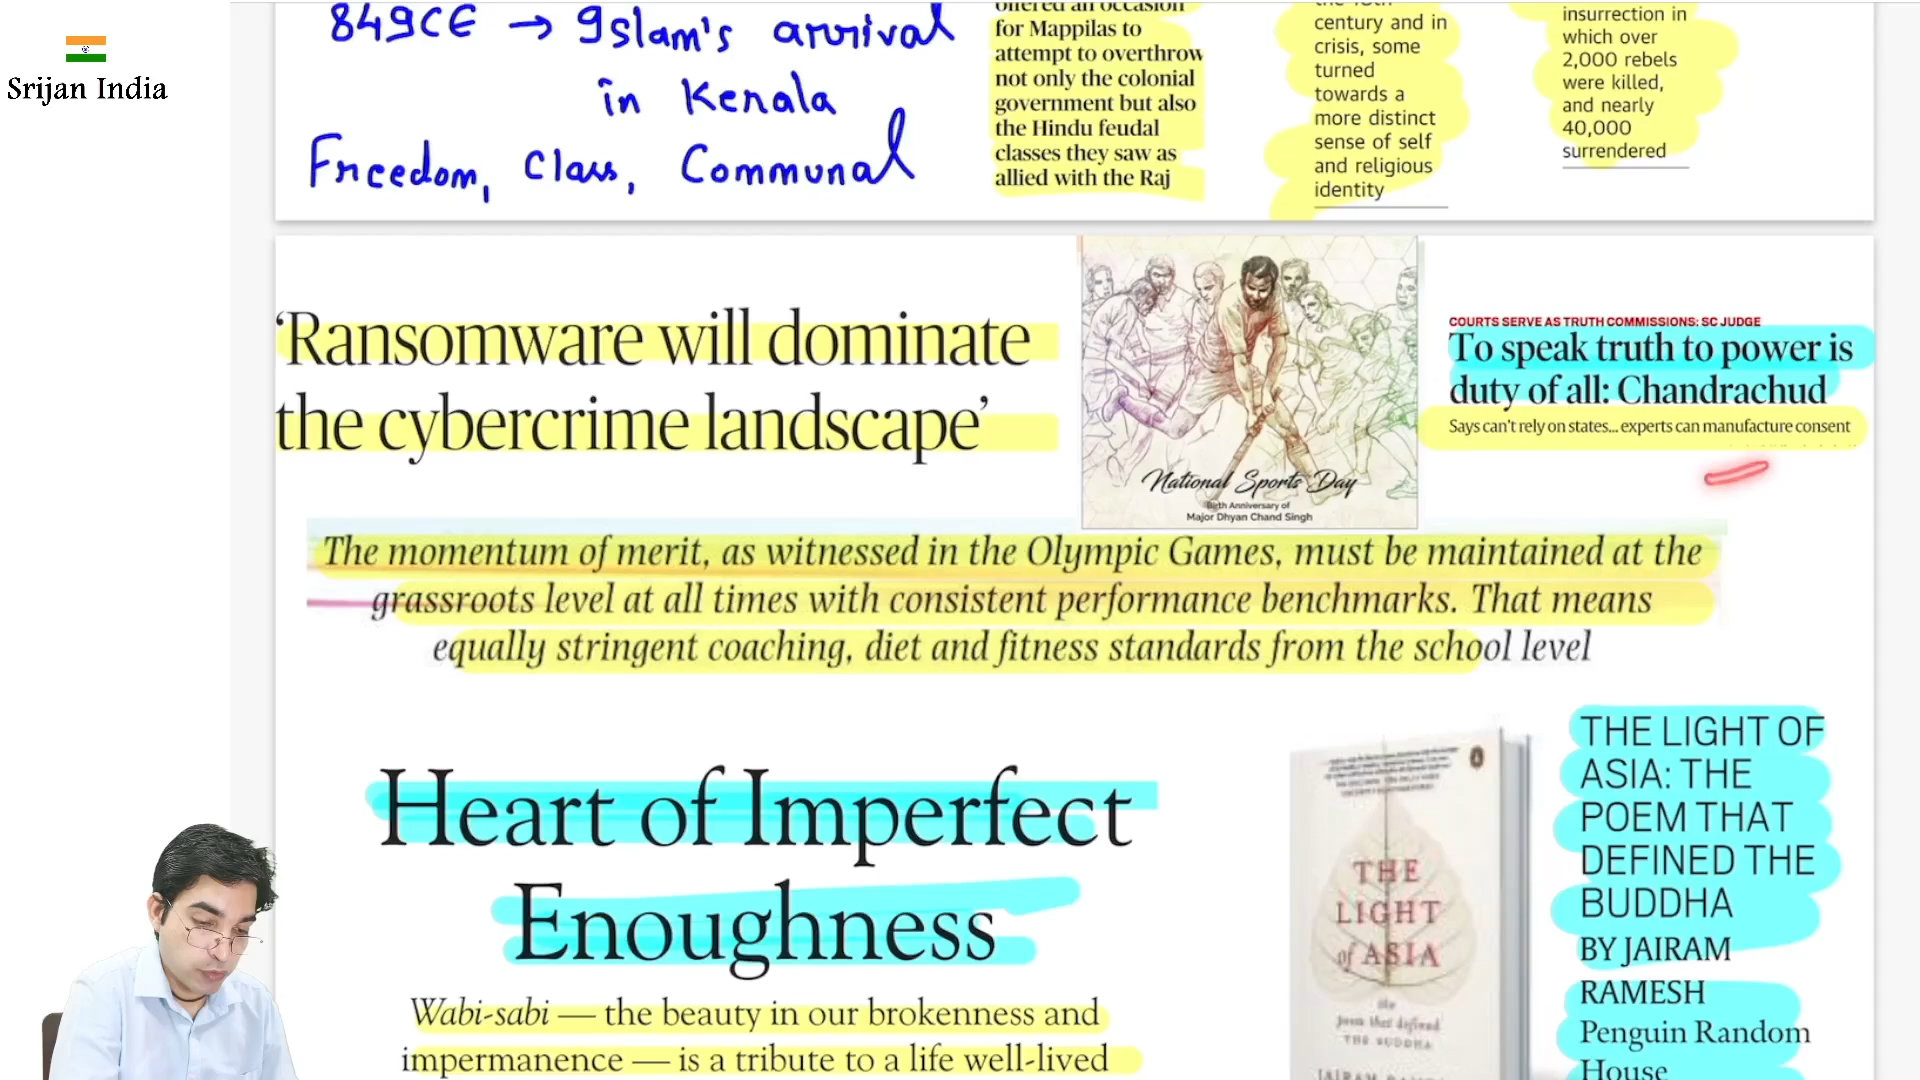 Srijan India
849CE → Islam's arrival
in Kerala
Freedom, Class, Communal
offered an occasion
for Mappilas to
attempt to overthrow
not only the colonial
government but also
the Hindu feudal
classes they saw as
allied with the Raj
century and in
crisis, some
turned
towards a
more distinct
sense of self
and religious
identity
insurrection in
which over
2,000 rebels
were killed,
and nearly
40,000
surrendered
‘Ransomware will dominate
the cybercrime landscape’
National Sports Day
Birth Anniversary of
Major Dhyan Chand Singh
COURTS SERVE AS TRUTH COMMISSIONS: SC JUDGE
To speak truth to power is
duty of all: Chandrachud
Says can't rely on states... experts can manufacture consent
The momentum of merit, as witnessed in the Olympic Games, must be maintained at the
grassroots level at all times with consistent performance benchmarks. That means
equally stringent coaching, diet and fitness standards from the school level
Heart of Imperfect
Enoughness
Wabi-sabi — the beauty in our brokenness and
impermanence — is a tribute to a life well-lived
THE
LIGHT
of ASIA
the
poem that defined
THE BUDDHA
THE LIGHT OF
ASIA: THE
POEM THAT
DEFINED THE
BUDDHA
BY JAIRAM
RAMESH
Penguin Random
House